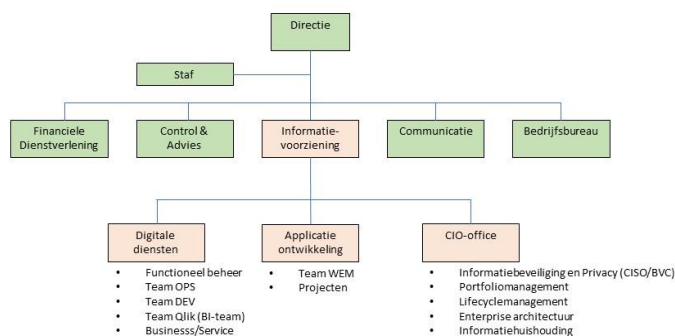 Directie
Staf
Financiele
Dienstverlening
Control &
Advies
Informatie-
voorziening
Communicatie
Bedrijfsbureau
Digitale
diensten
• Functioneel beheer
• Team OPS
• Team DEV
• Team Qlik (BI-team)
• Businesss/Service
Applicatie
ontwikkeling
• Team WEM
• Projecten
CIO-office
• Informatiebeveiliging en Privacy (CISO/BVC)
• Portfoliomanagement
• Lifecyclemanagement
• Enterprise architectuur
• Informatiehuishouding